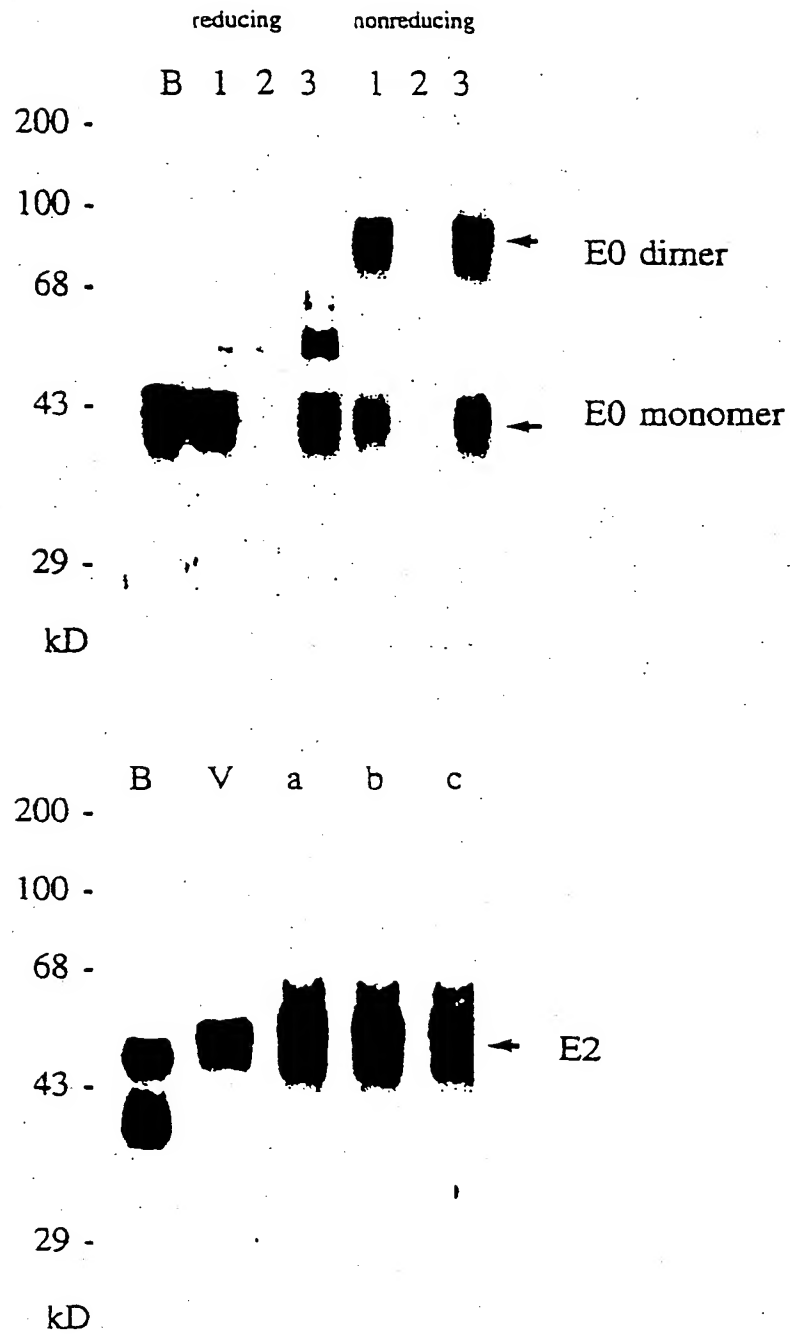 reducing nonreducing
B 1 2 3 1 2 3
200 -
100 -
E0 dimer
68 -
43 -
E0 monomer
29 -
kD
B V a b c
200 -
100 -
68 -
E2
43 -
29 -
kD